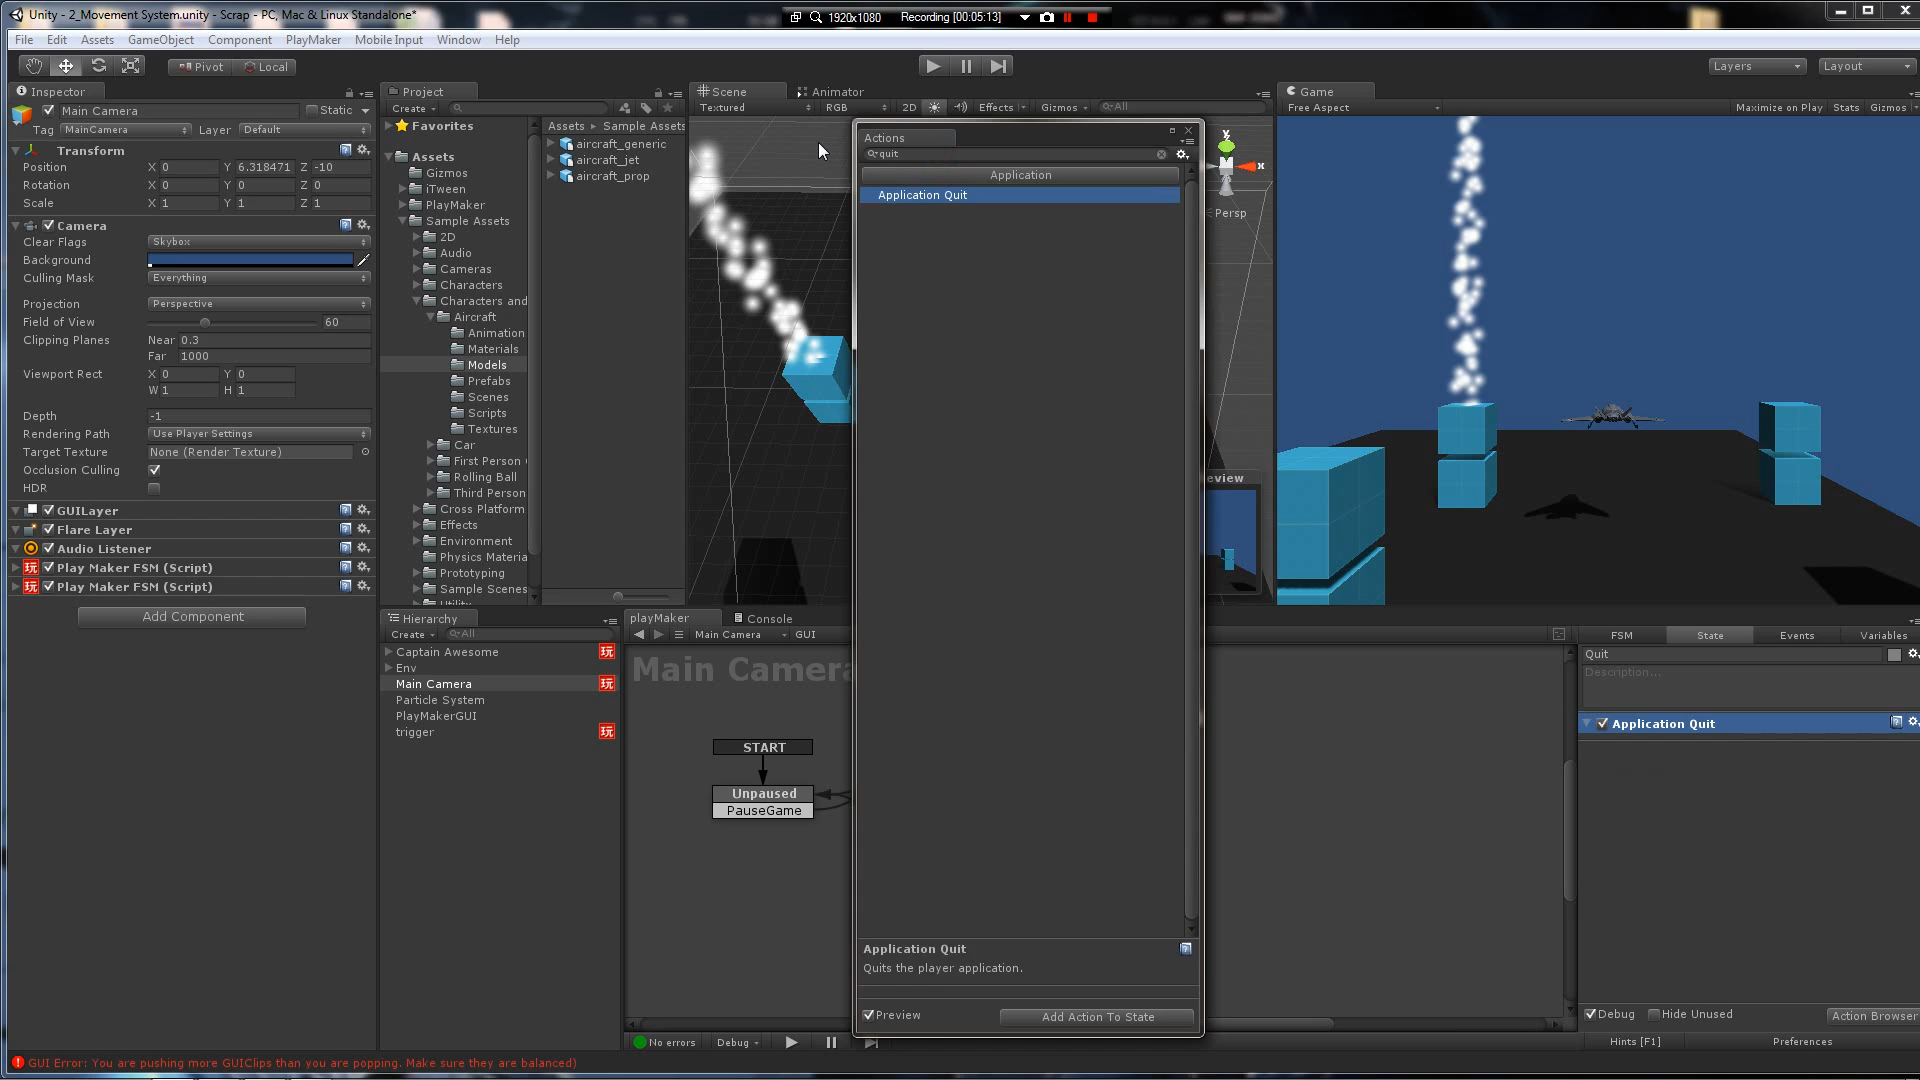 Unity - 2_Movement System.unity - Scrap - PC, Mac & Linux Standalone*
1920x1080 Recording [00:05:13]
File Edit Assets GameObject Component PlayMaker Mobile Input Window Help
Pivot Local
Layers Layout
Inspector
Main Camera Static
Tag MainCamera Layer Default
Transform
Position X 0 Y 6.318471 Z -10
Rotation X 0 Y 0 Z 0
Scale X 1 Y 1 Z 1
Camera
Clear Flags Skybox
Background
Culling Mask Everything
Projection Perspective
Field of View 60
Clipping Planes Near 0.3
Far 1000
Viewport Rect X 0 Y 0
W 1 H 1
Depth -1
Rendering Path Use Player Settings
Target Texture None (Render Texture)
Occlusion Culling
HDR
GUILayer
Flare Layer
Audio Listener
玩 Play Maker FSM (Script)
玩 Play Maker FSM (Script)
Add Component
Project
Create
Favorites
Assets
Gizmos
iTween
PlayMaker
Sample Assets
2D
Audio
Cameras
Characters
Characters and
Aircraft
Animation
Materials
Models
Prefabs
Scenes
Scripts
Textures
Car
First Person
Rolling Ball
Third Person
Cross Platform
Effects
Environment
Physics Materia
Prototyping
Sample Scenes
Utility
Assets Sample Assets
aircraft_generic
aircraft_jet
aircraft_prop
Scene Animator
Textured RGB 2D Effects Gizmos All
y
x
Persp
eview
Actions
quit
Application
Application Quit
Application Quit
Quits the player application.
Preview Add Action To State
Game
Free Aspect Maximize on Play Stats Gizmos
Hierarchy
Create All
Captain Awesome 玩
Env
Main Camera 玩
Particle System
PlayMakerGUI
trigger 玩
playMaker Console
Main Camera GUI
Main Camera
START
Unpaused
PauseGame
No errors Debug
FSM State Events Variables
Quit
Description...
Application Quit
Debug Hide Unused Action Browser
Hints [F1] Preferences
GUI Error: You are pushing more GUIClips than you are popping. Make sure they are balanced)